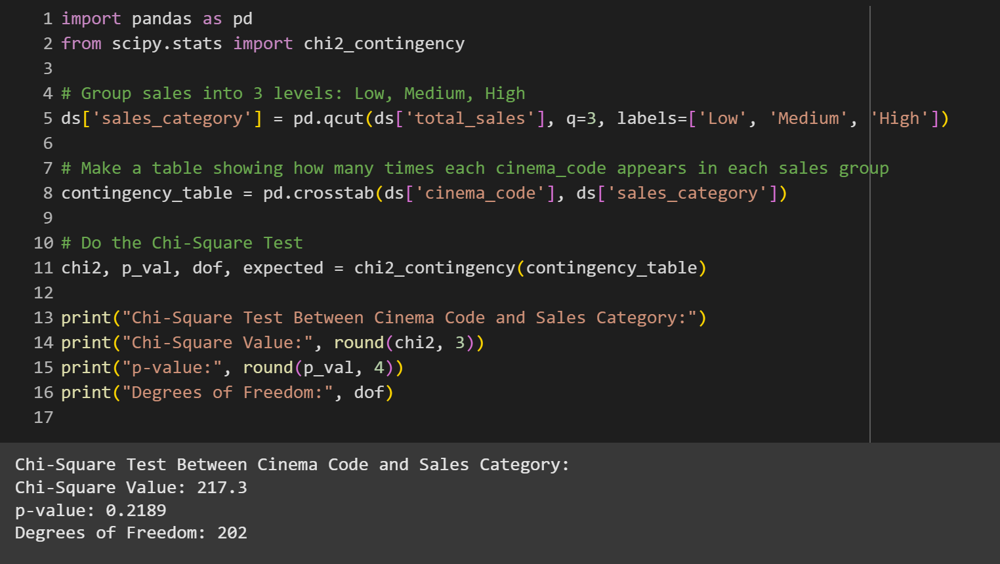 1 import pandas as pd
2 from scipy.stats import chi2_contingency
3
4 # Group sales into 3 levels: Low, Medium, High
5 ds['sales_category'] = pd.qcut(ds['total_sales'], q=3, labels=['Low', 'Medium', 'High'])
6
7 # Make a table showing how many times each cinema_code appears in each sales group
8 contingency_table = pd.crosstab(ds['cinema_code'], ds['sales_category'])
9
10 # Do the Chi-Square Test
11 chi2, p_val, dof, expected = chi2_contingency(contingency_table)
12
13 print("Chi-Square Test Between Cinema Code and Sales Category:")
14 print("Chi-Square Value:", round(chi2, 3))
15 print("p-value:", round(p_val, 4))
16 print("Degrees of Freedom:", dof)
17
Chi-Square Test Between Cinema Code and Sales Category:
Chi-Square Value: 217.3
p-value: 0.2189
Degrees of Freedom: 202